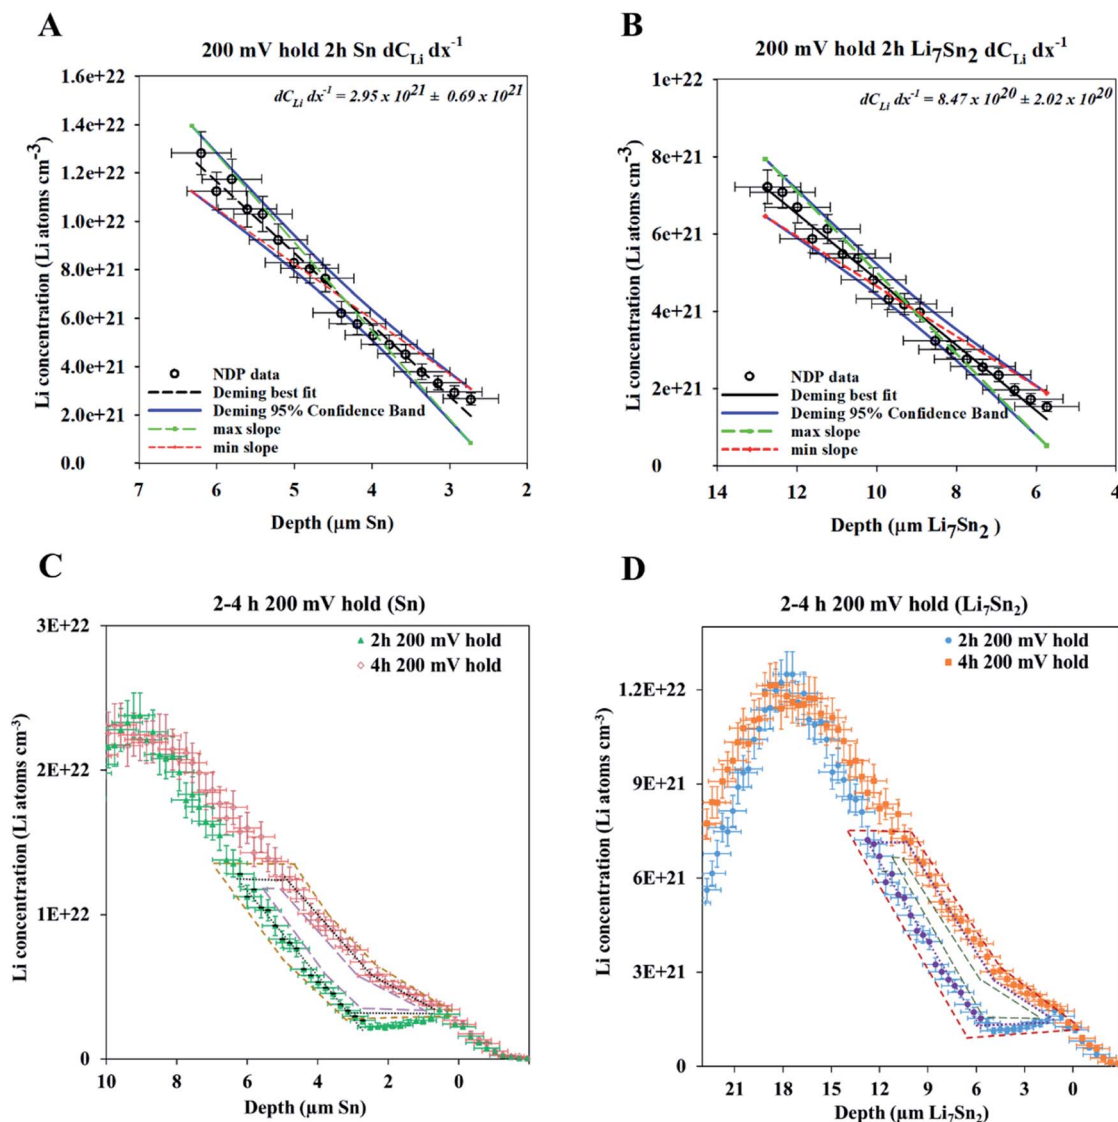 A
200 mV hold 2h Sn dC_Li dx⁻¹
dC_Li dx⁻¹ = 2.95 x 10²¹ ± 0.69 x 10²¹
Li concentration (Li atoms cm⁻³)
1.6e+22
1.4e+22
1.2e+22
1.0e+22
8.0e+21
6.0e+21
4.0e+21
2.0e+21
0.0
NDP data
Deming best fit
Deming 95% Confidence Band
max slope
min slope
7 6 5 4 3 2
Depth (µm Sn)
B
200 mV hold 2h Li₇Sn₂ dC_Li dx⁻¹
dC_Li dx⁻¹ = 8.47 x 10²⁰ ± 2.02 x 10²⁰
Li concentration (Li atoms cm⁻³)
1e+22
8e+21
6e+21
4e+21
2e+21
0
NDP data
Deming best fit
Deming 95% Confidence Band
max slope
min slope
14 12 10 8 6 4
Depth (µm Li₇Sn₂ )
C
2-4 h 200 mV hold (Sn)
2h 200 mV hold
4h 200 mV hold
Li concentration (Li atoms cm⁻³)
3E+22
2E+22
1E+22
0
10 8 6 4 2 0
Depth (µm Sn)
D
2-4 h 200 mV hold (Li₇Sn₂)
2h 200 mV hold
4h 200 mV hold
Li concentration (Li atoms cm⁻³)
1.2E+22
9E+21
6E+21
3E+21
0
21 18 15 12 9 6 3 0
Depth (µm Li₇Sn₂)